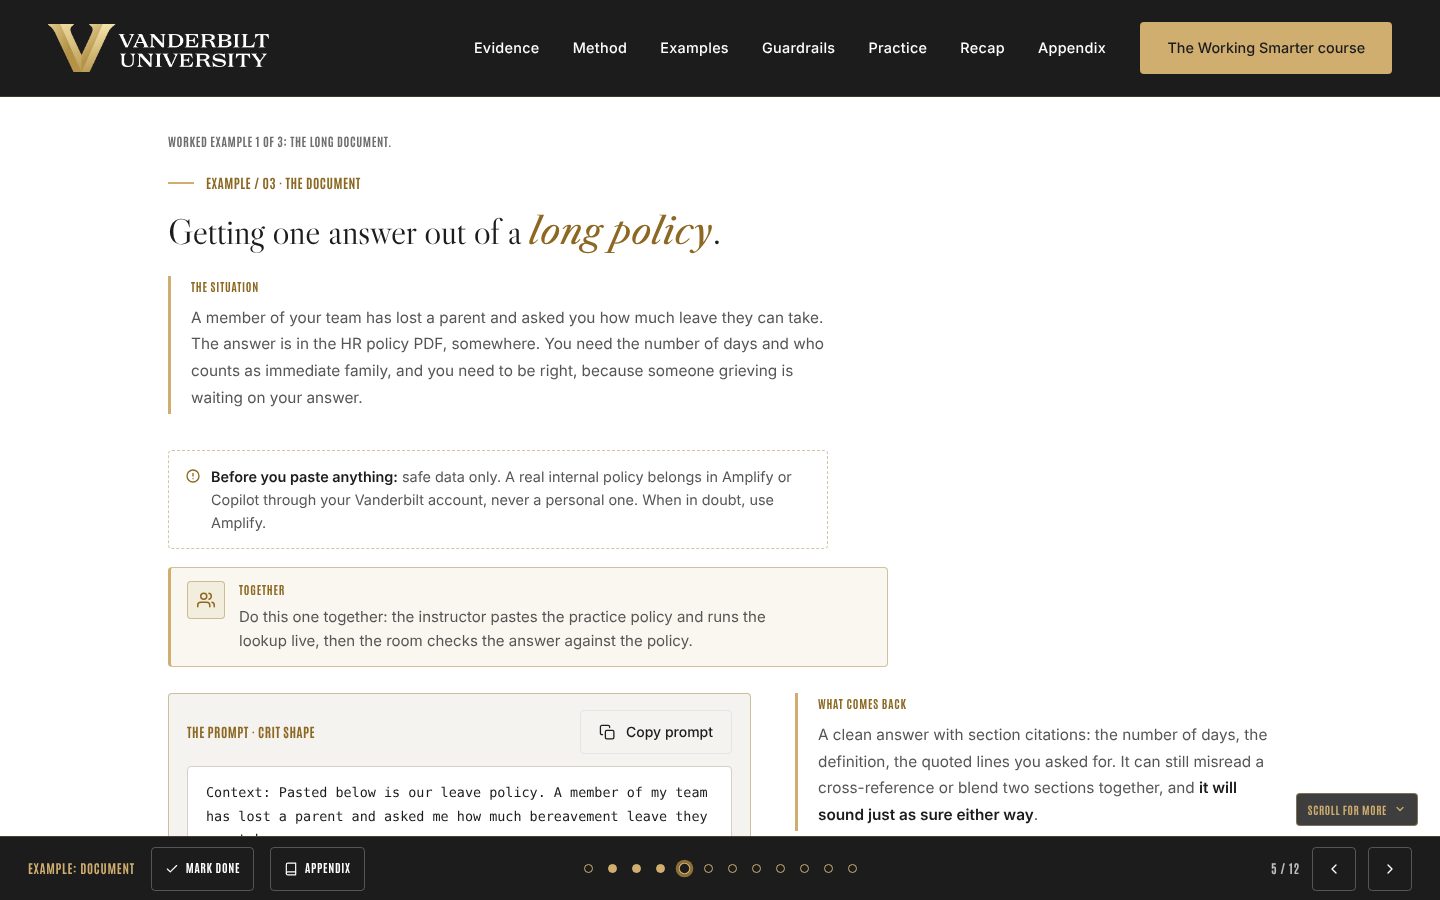 VANDERBILT
UNIVERSITY
Evidence Method Examples Guardrails Practice Recap Appendix
The Working Smarter course
WORKED EXAMPLE 1 OF 3: THE LONG DOCUMENT.
EXAMPLE / 03 · THE DOCUMENT
Getting one answer out of a long policy.
THE SITUATION
A member of your team has lost a parent and asked you how much leave they can take.
The answer is in the HR policy PDF, somewhere. You need the number of days and who
counts as immediate family, and you need to be right, because someone grieving is
waiting on your answer.
Before you paste anything: safe data only. A real internal policy belongs in Amplify or
Copilot through your Vanderbilt account, never a personal one. When in doubt, use
Amplify.
TOGETHER
Do this one together: the instructor pastes the practice policy and runs the
lookup live, then the room checks the answer against the policy.
THE PROMPT · CRIT SHAPE
Copy prompt
Context: Pasted below is our leave policy. A member of my team
has lost a parent and asked me how much bereavement leave they
WHAT COMES BACK
A clean answer with section citations: the number of days, the
definition, the quoted lines you asked for. It can still misread a
cross-reference or blend two sections together, and it will
sound just as sure either way.
SCROLL FOR MORE
EXAMPLE: DOCUMENT
MARK DONE
APPENDIX
5 / 12